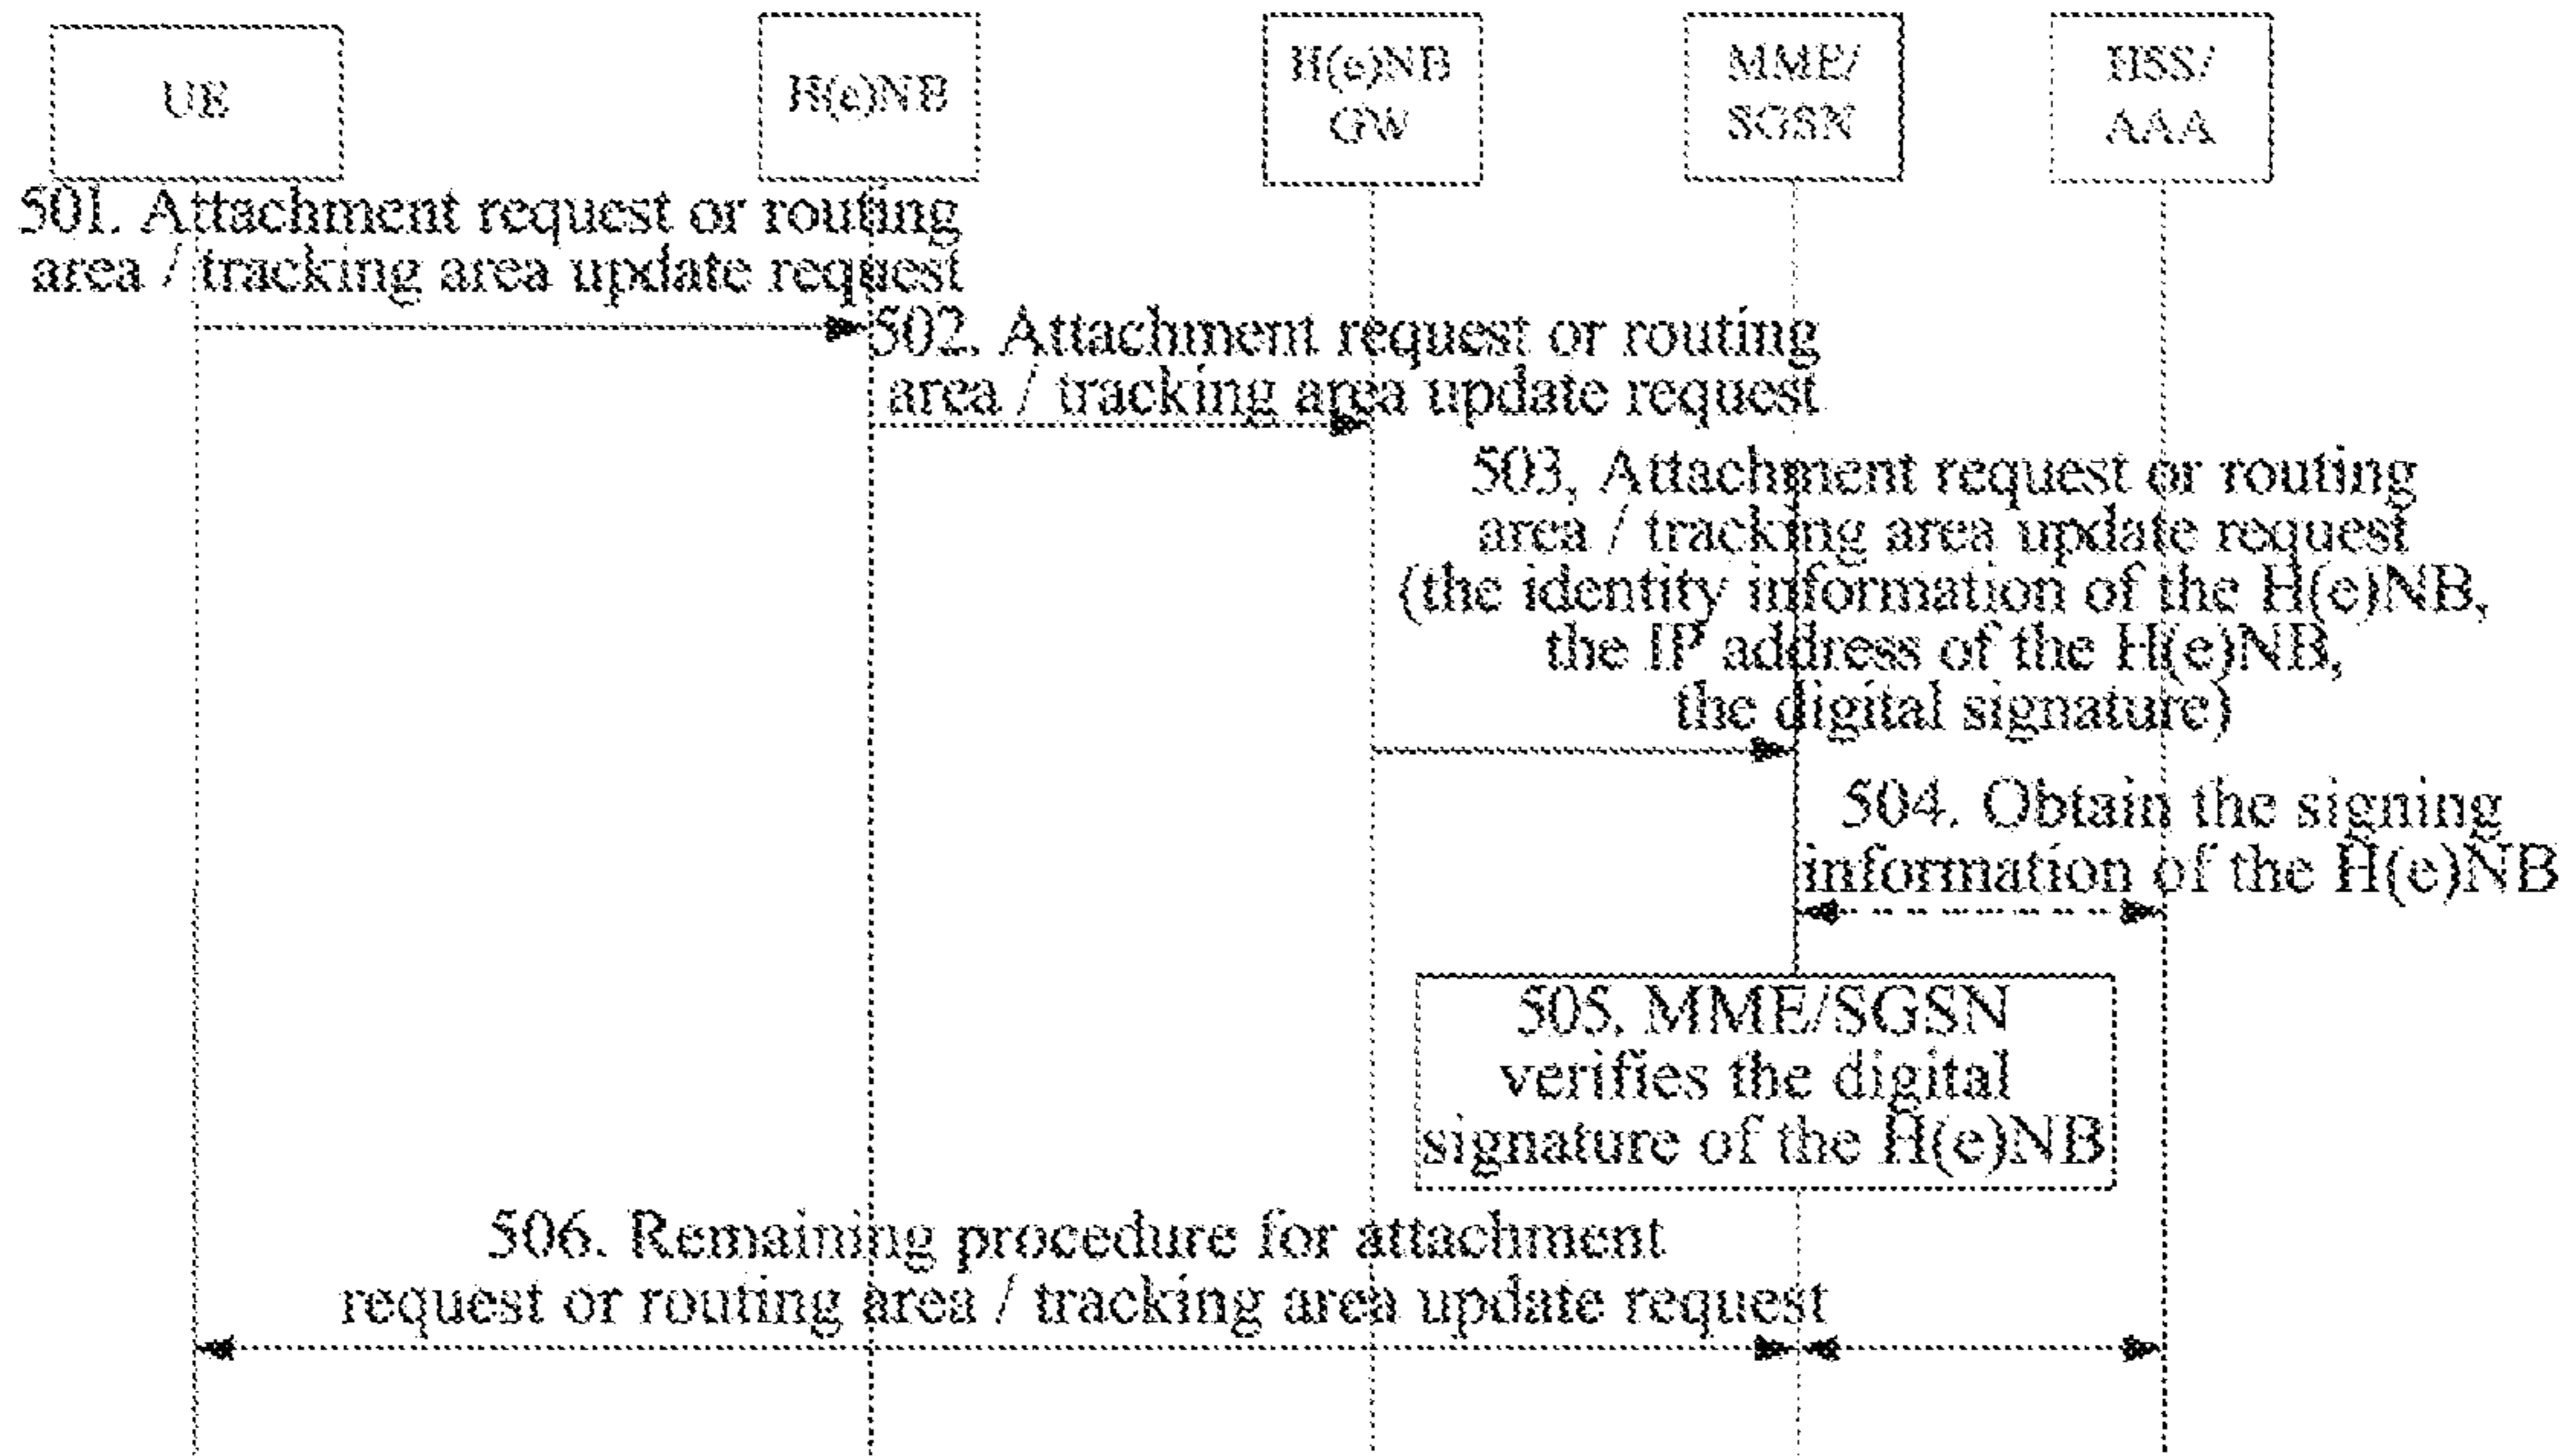 UE
H(e)NB
H(e)NB
GW
MME/
SGSN
HSS/
AAA
501. Attachment request or routing
area / tracking area update request
502. Attachment request or routing
area / tracking area update request
503. Attachment request or routing
area / tracking area update request
(the identity information of the H(e)NB,
the IP address of the H(e)NB,
the digital signature)
504. Obtain the signing
information of the H(e)NB
505. MME/SGSN
verifies the digital
signature of the H(e)NB
506. Remaining procedure for attachment
request or routing area / tracking area update request